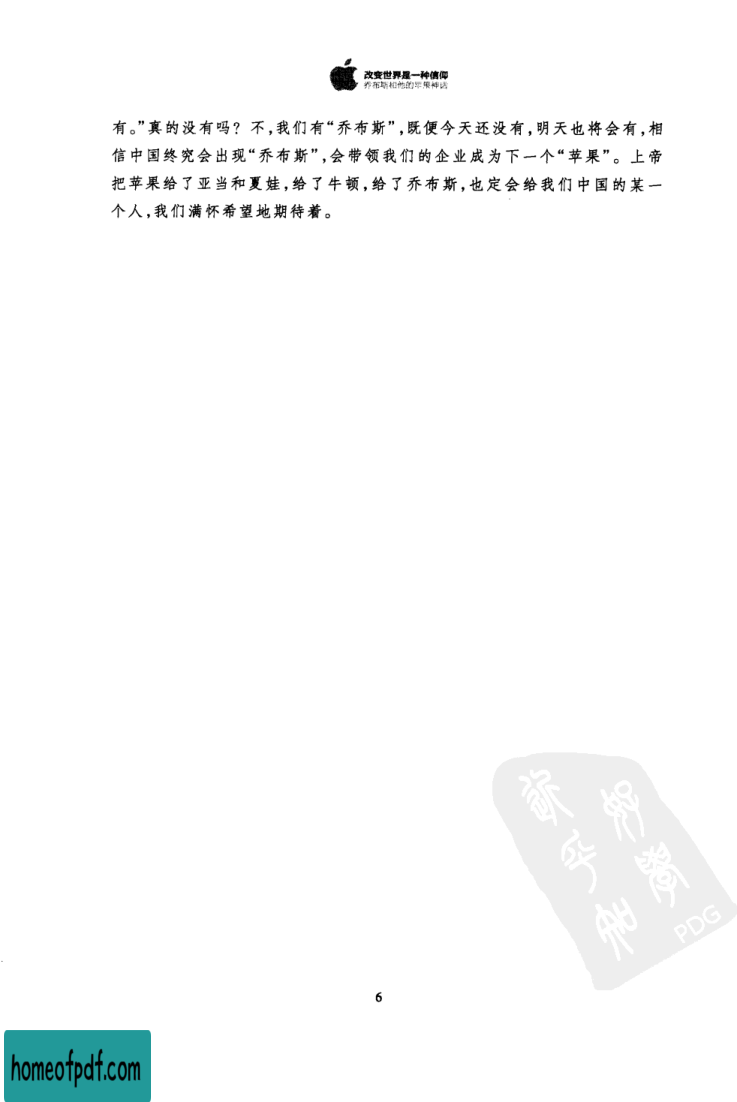 改变世界是一种信仰
乔布斯和他的苹果神话
有。”真的没有吗？不,我们有“乔布斯”,既便今天还没有,明天也将会有,相
信中国终究会出现“乔布斯”,会带领我们的企业成为下一个“苹果”。上帝
把苹果给了亚当和夏娃,给了牛顿,给了乔布斯,也定会给我们中国的某一
个人,我们满怀希望地期待着。
好學
近乎知
PDG
6
homeofpdf.com